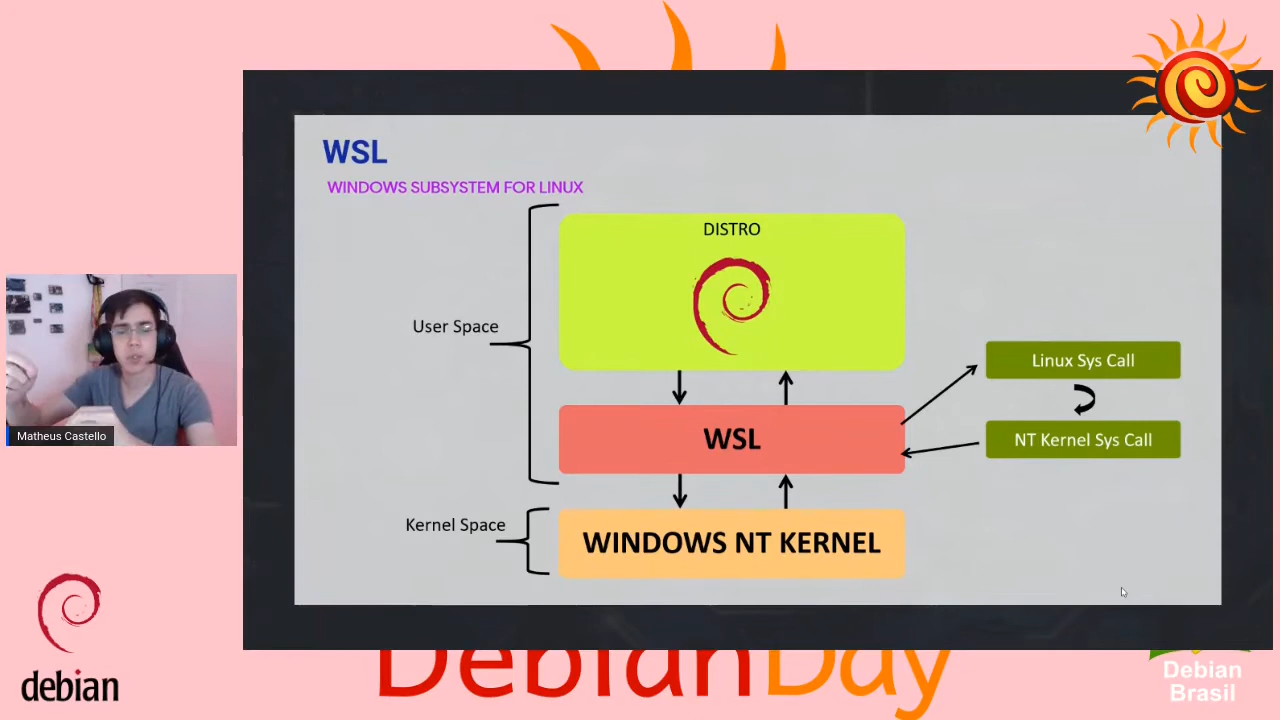 WSL
WINDOWS SUBSYSTEM FOR LINUX
DISTRO
User Space
Linux Sys Call
WSL
NT Kernel Sys Call
Kernel Space
WINDOWS NT KERNEL
Matheus Castello
debian
DebianDay
Debian
Brasil